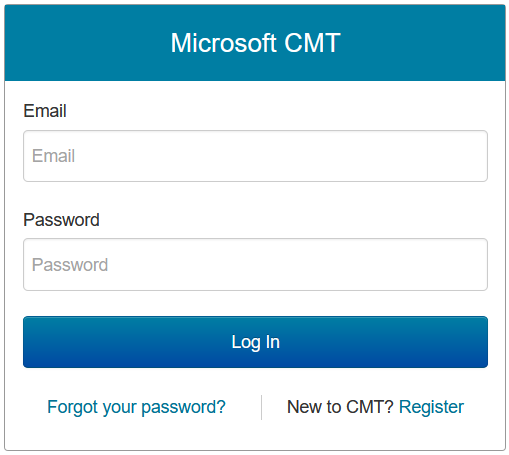 Microsoft CMT
Email
Email
Password
Password
Log In
Forgot your password? New to CMT? Register